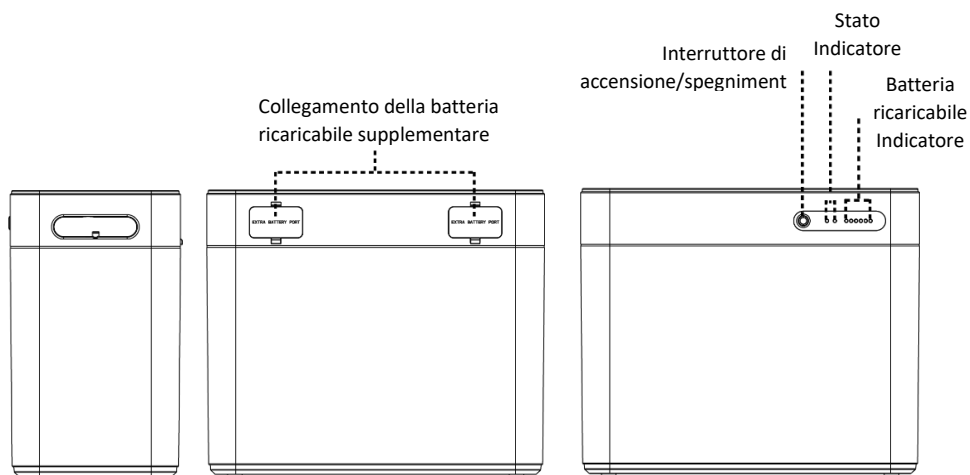 Stato
Indicatore
Interruttore di
accensione/spegniment
Batteria
ricaricabile
Indicatore
Collegamento della batteria
ricaricabile supplementare
EXTRA BATTERY PORT
EXTRA BATTERY PORT